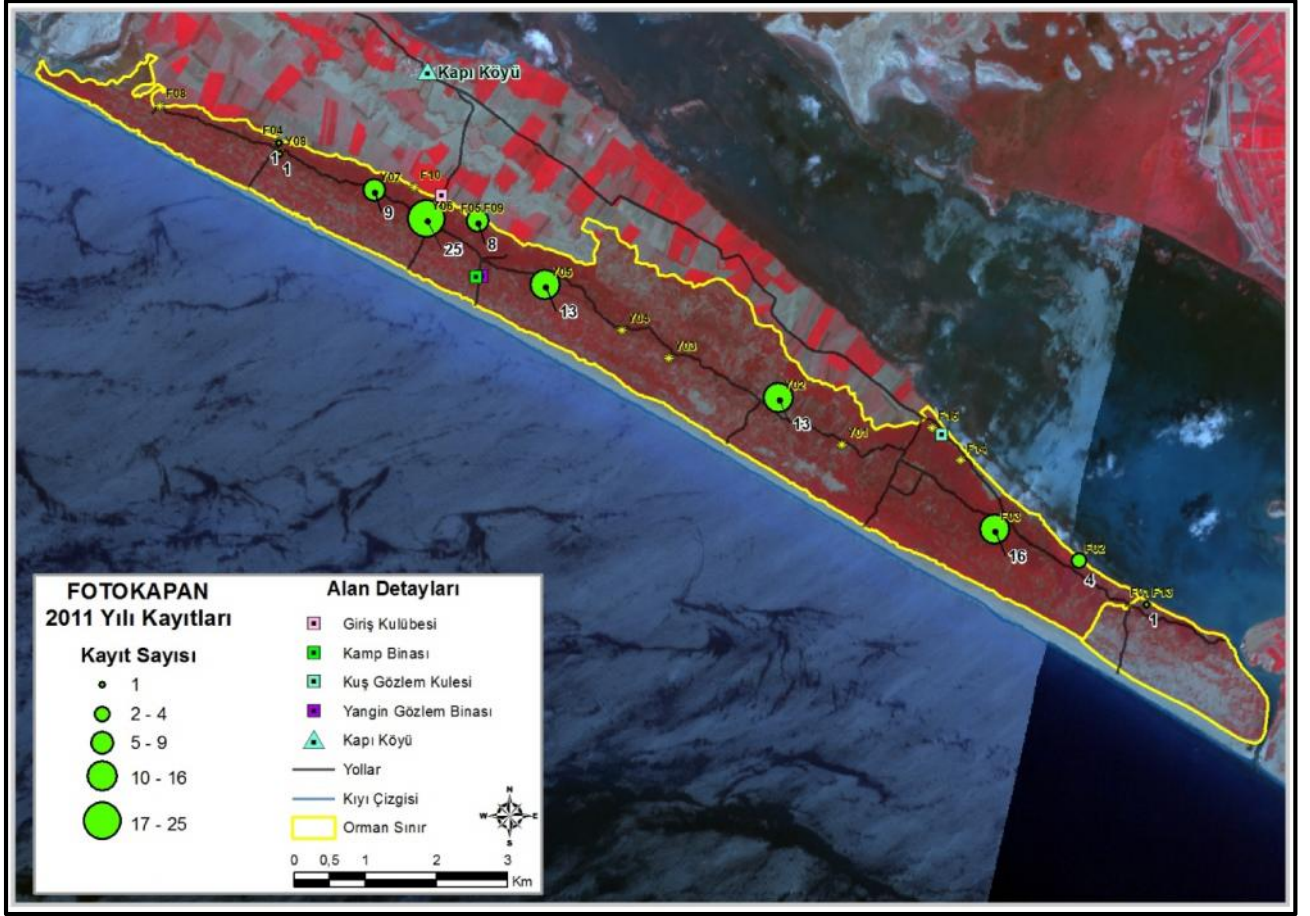 Kapı Köyü
F08
F04
Y08
1
1
Y07
F10
9
Y06
F05,F09
25
8
Y05
13
Y04
Y03
Y02
13
Y01
F15
F14
F03
16
F02
4
F13
1
FOTOKAPAN
2011 Yılı Kayıtları
Kayıt Sayısı
1
2 - 4
5 - 9
10 - 16
17 - 25
Alan Detayları
Giriş Kulübesi
Kamp Binası
Kuş Gözlem Kulesi
Yangin Gözlem Binası
Kapı Köyü
Yollar
Kıyı Çizgisi
Orman Sınır
N
W E
S
0 0,5 1 2 3
Km